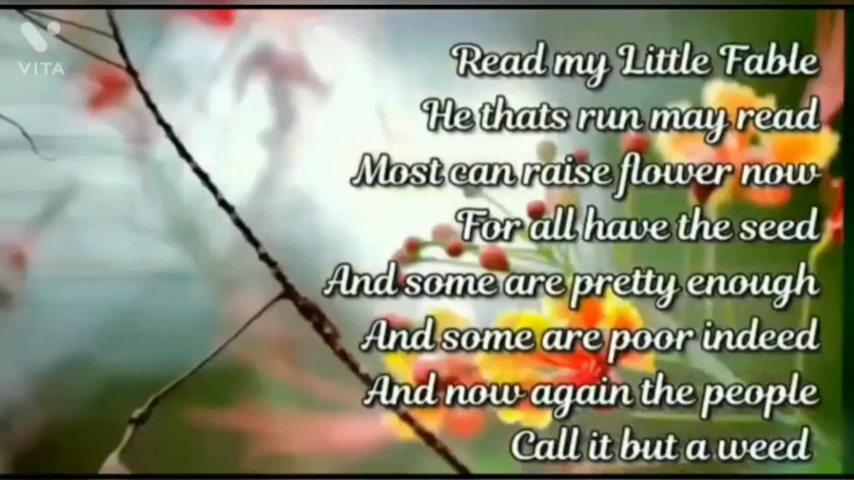 VITA
Read my Little Fable
He thats run may read
Most can raise flower now
For all have the seed
And some are pretty enough
And some are poor indeed
And now again the people
Call it but a weed